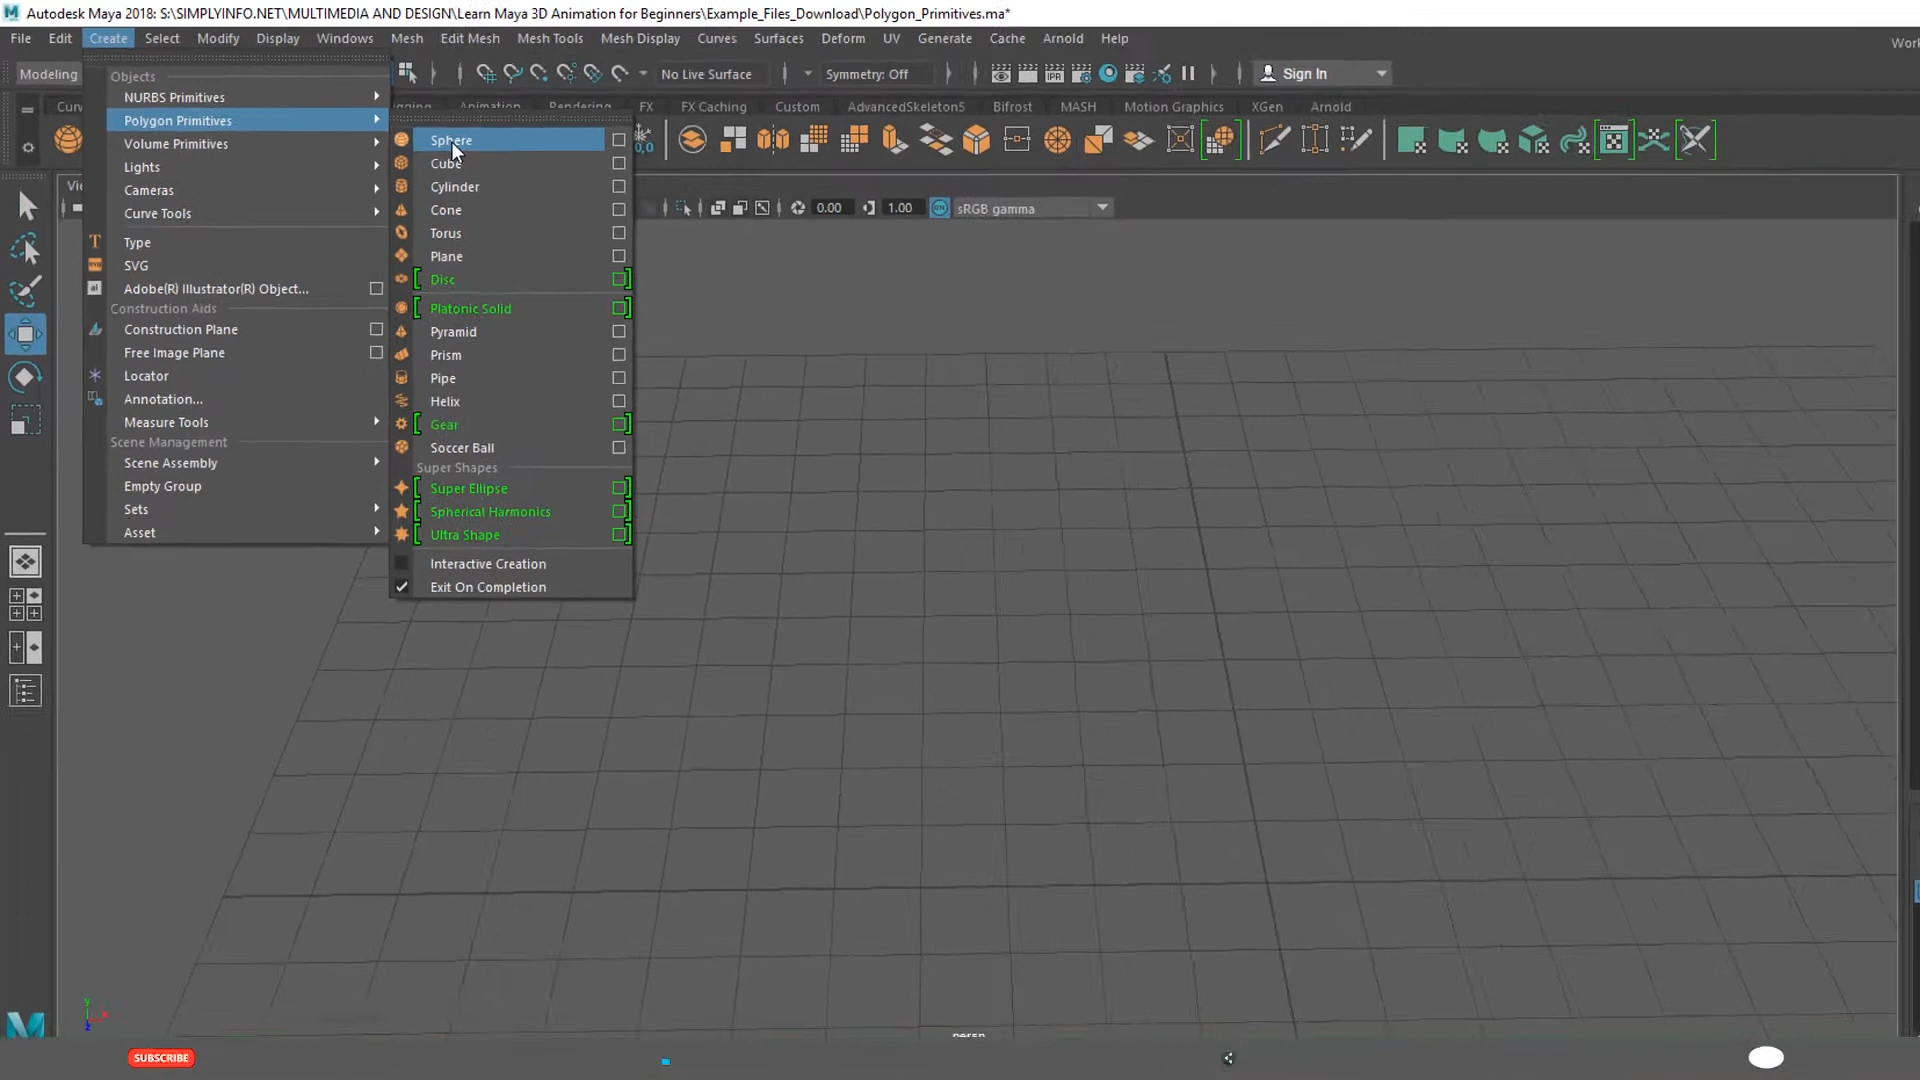 Autodesk Maya 2018: S:\SIMPLYINFO.NET\MULTIMEDIA AND DESIGN\Learn Maya 3D Animation for Beginners\Example_Files_Download\Polygon_Primitives.ma*
File Edit Create Select Modify Display Windows Mesh Edit Mesh Mesh Tools Mesh Display Curves Surfaces Deform UV Generate Cache Arnold Help
Modeling No Live Surface Symmetry: Off IPR Sign In
Animation Rendering FX FX Caching Custom AdvancedSkeleton5 Bifrost MASH Motion Graphics XGen Arnold
0.00 1.00 ON sRGB gamma
Objects
NURBS Primitives
Polygon Primitives
Volume Primitives
Lights
Cameras
Curve Tools
Type
SVG
Adobe(R) Illustrator(R) Object...
Construction Aids
Construction Plane
Free Image Plane
Locator
Annotation...
Measure Tools
Scene Management
Scene Assembly
Empty Group
Sets
Asset
Sphere
Cube
Cylinder
Cone
Torus
Plane
Disc
Platonic Solid
Pyramid
Prism
Pipe
Helix
Gear
Soccer Ball
Super Shapes
Super Ellipse
Spherical Harmonics
Ultra Shape
Interactive Creation
Exit On Completion
y
x
z
persp
SUBSCRIBE